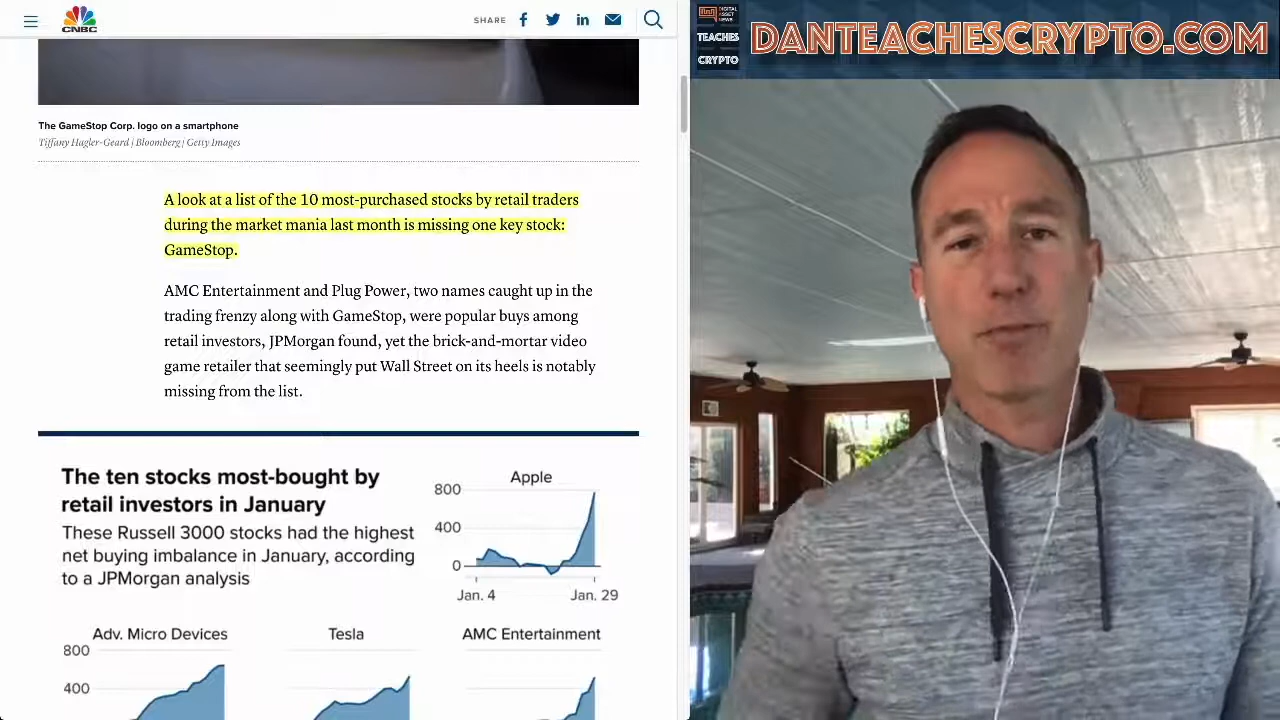 CNBC
SHARE
DIGITAL
ASSET
NEWS
TEACHES
CRYPTO
DANTEACHESCRYPTO.COM
The GameStop Corp. logo on a smartphone
Tiffany Hagler-Geard | Bloomberg | Getty Images
A look at a list of the 10 most-purchased stocks by retail traders
during the market mania last month is missing one key stock:
GameStop.
AMC Entertainment and Plug Power, two names caught up in the
trading frenzy along with GameStop, were popular buys among
retail investors, JPMorgan found, yet the brick-and-mortar video
game retailer that seemingly put Wall Street on its heels is notably
missing from the list.
The ten stocks most-bought by
retail investors in January
These Russell 3000 stocks had the highest
net buying imbalance in January, according
to a JPMorgan analysis
Apple
800
400
0
Jan. 4 Jan. 29
Adv. Micro Devices Tesla AMC Entertainment
800
400